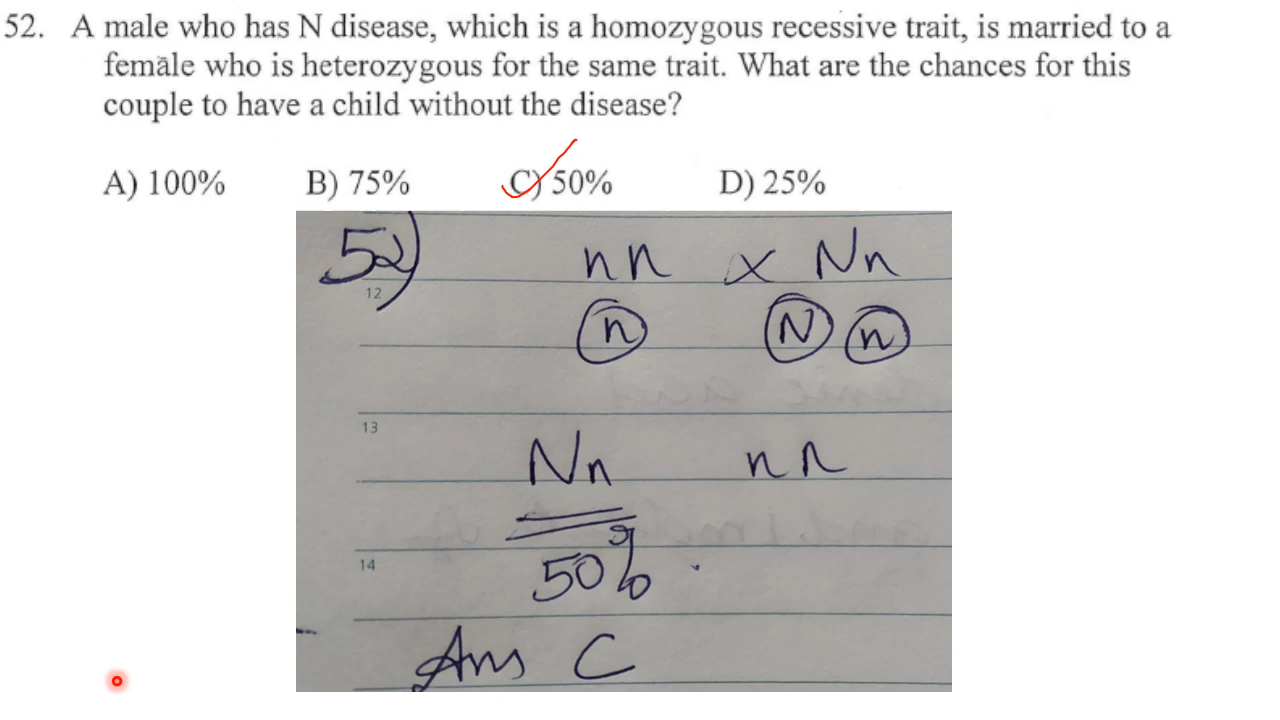 52. A male who has N disease, which is a homozygous recessive trait, is married to a
femāle who is heterozygous for the same trait. What are the chances for this
couple to have a child without the disease?
A) 100% B) 75% C) 50% D) 25%
52) nn x Nn
12
n N n
13
Nn nn
14
50%
Ans C